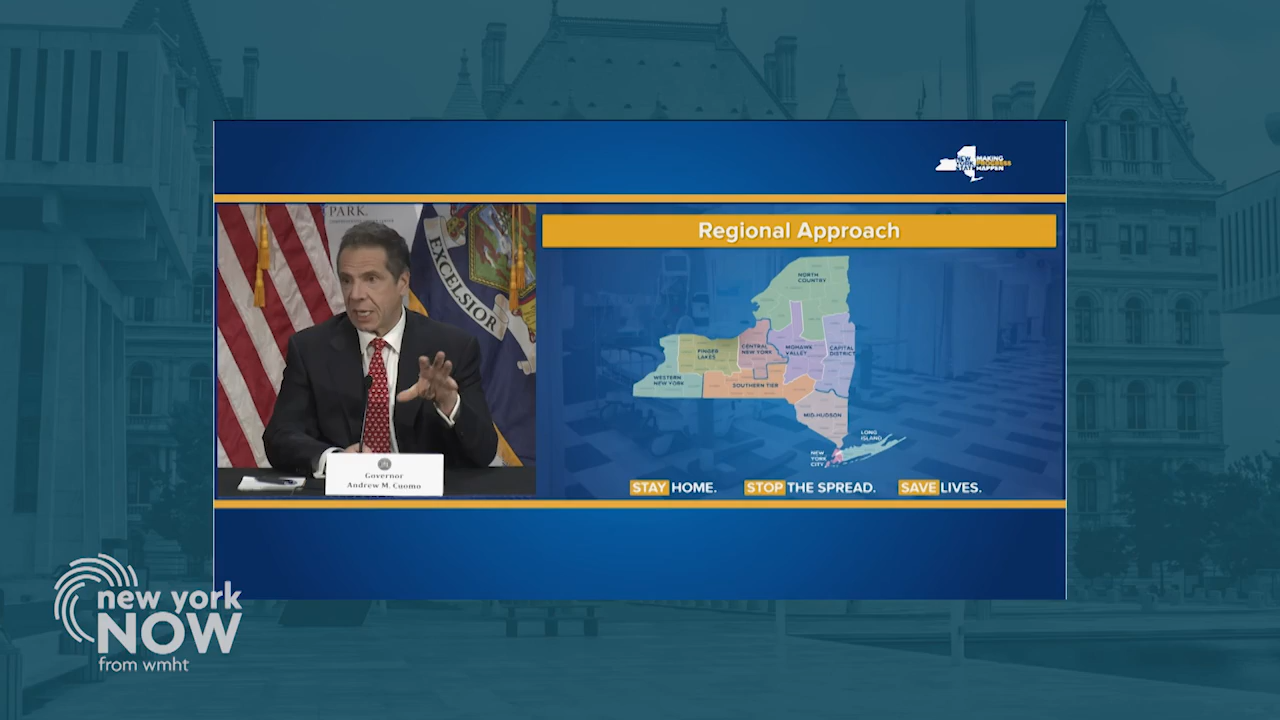 NEW
YORK
STATE
MAKING
PROGRESS
HAPPEN
PARK
EXCELSIOR
Governor
Andrew M. Cuomo
Regional Approach
NORTH
COUNTRY
CENTRAL
NEW YORK
MOHAWK
VALLEY
CAPITAL
DISTRICT
FINGER
LAKES
WESTERN
NEW YORK
SOUTHERN TIER
MID-HUDSON
LONG
ISLAND
NEW
YORK
CITY
STAY HOME. STOP THE SPREAD. SAVE LIVES.
new york
NOW
from wmht